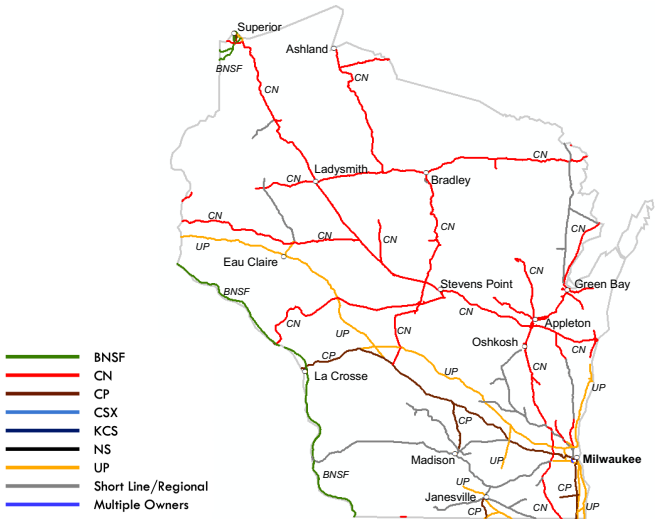 Superior
Ashland
BNSF
CN
CN
Ladysmith
CN
CN
Bradley
CN
UP
CN
CN
CN
CN
Eau Claire
CN
BNSF
Stevens Point
Green Bay
CN
CN
UP
CN
Appleton
Oshkosh
CN
CN
CP
La Crosse
UP
UP
CP
BNSF
Madison
UP
Milwaukee
UP
Janesville
CP
CN
CP
BNSF
CN
CP
CSX
KCS
NS
UP
Short Line/Regional
Multiple Owners